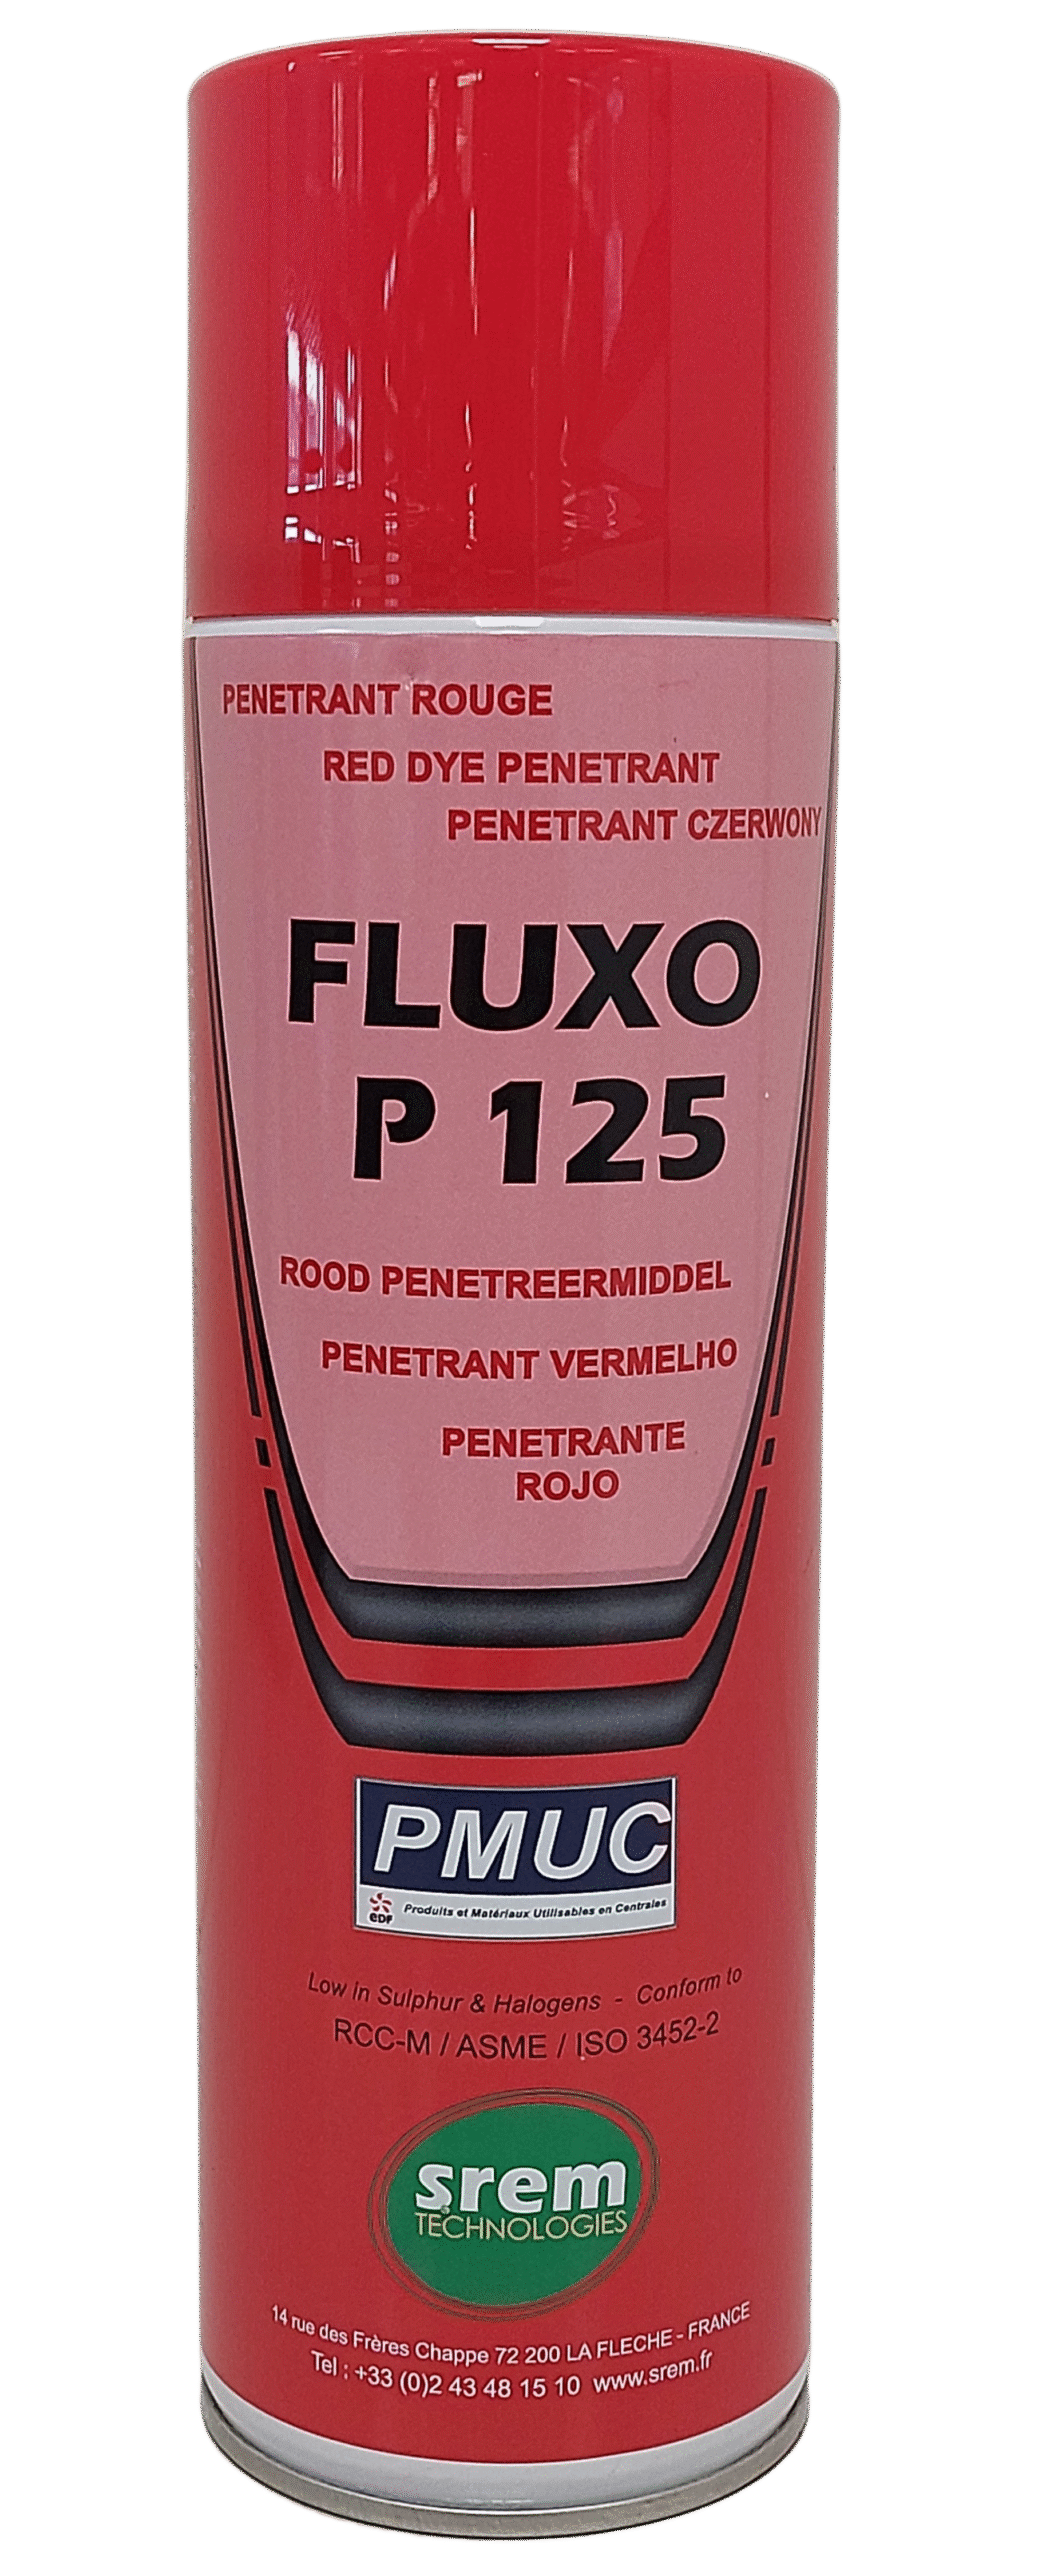 PENETRANT ROUGE
RED DYE PENETRANT
PENETRANT CZERWONY
FLUXO
P 125
ROOD PENETREERMIDDEL
PENETRANT VERMELHO
PENETRANTE
ROJO
PMUC
eDF Produits et Matériaux Utilisables en Centrales
Low in Sulphur & Halogens - Conform to
RCC-M / ASME / ISO 3452-2
srem
TECHNOLOGIES
14 rue des Frères Chappe 72 200 LA FLECHE - FRANCE
Tel : +33 (0)2 43 48 15 10 www.srem.fr